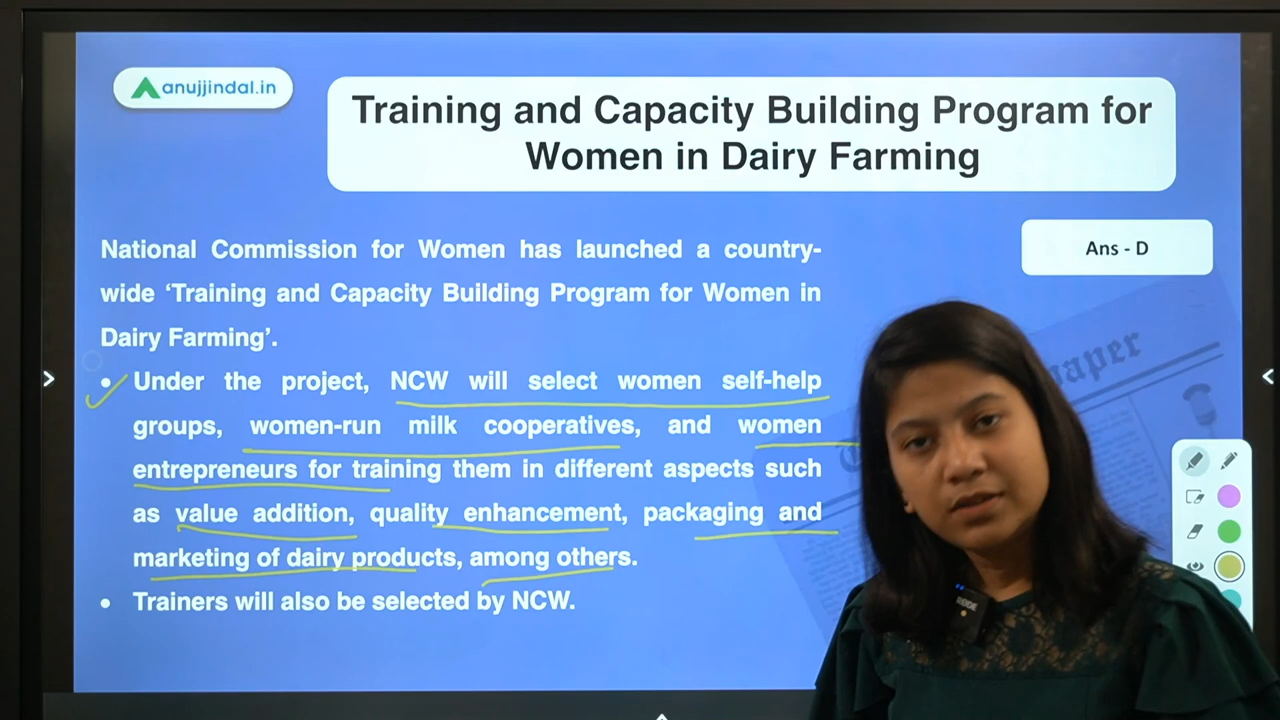 anujjindal.in
Training and Capacity Building Program for
Women in Dairy Farming
Ans - D
National Commission for Women has launched a country-
wide ‘Training and Capacity Building Program for Women in
Dairy Farming’.
• Under the project, NCW will select women self-help
groups, women-run milk cooperatives, and women
entrepreneurs for training them in different aspects such
as value addition, quality enhancement, packaging and
marketing of dairy products, among others.
• Trainers will also be selected by NCW.